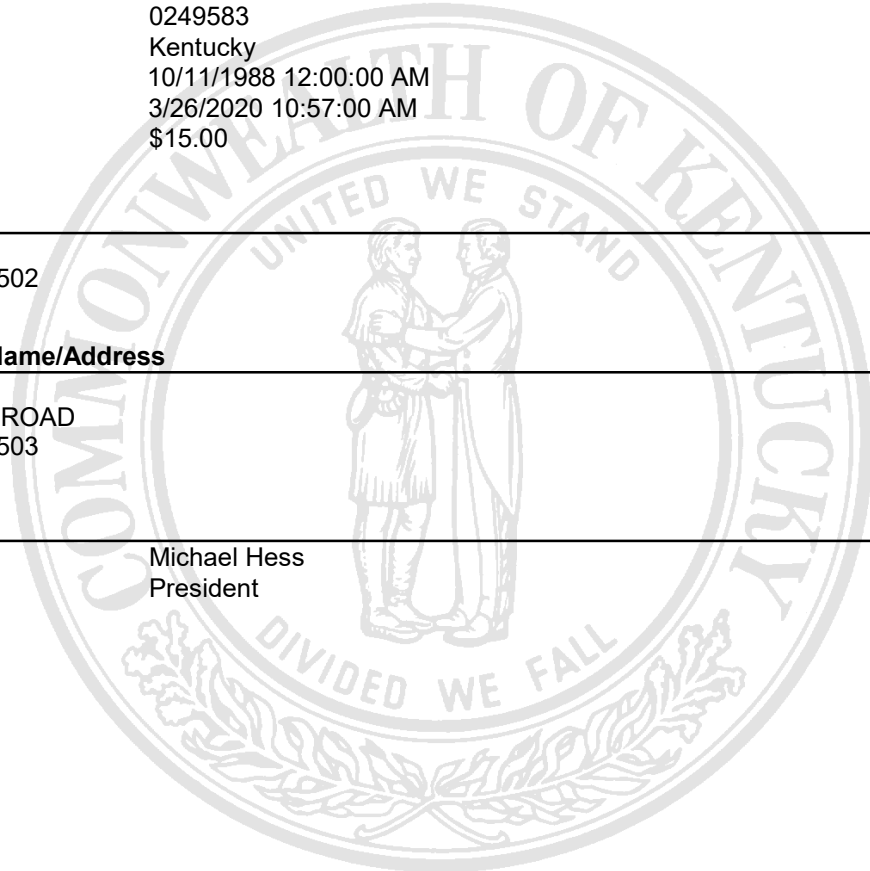 0249583
Kentucky
10/11/1988 12:00:00 AM
3/26/2020 10:57:00 AM
$15.00
COMMONWEALTH OF KENTUCKY
UNITED WE STAND
502
ame/Address
ROAD
503
Michael Hess
President
DIVIDED WE FALL